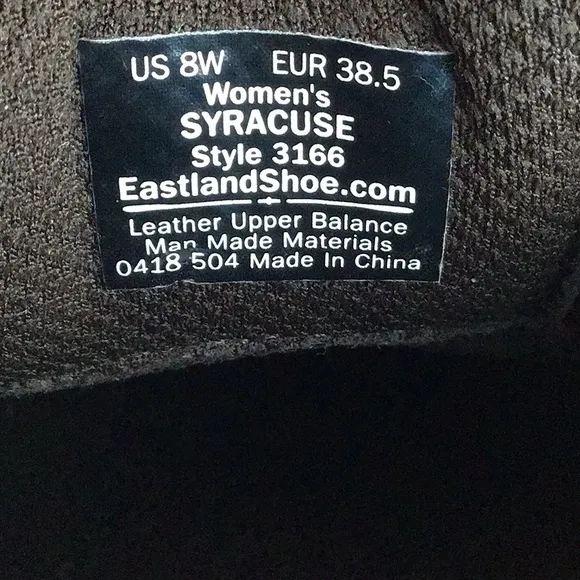 US 8W EUR 38.5
Women's
SYRACUSE
Style 3166
EastlandShoe.com
Leather Upper Balance
Man Made Materials
0418 504 Made In China